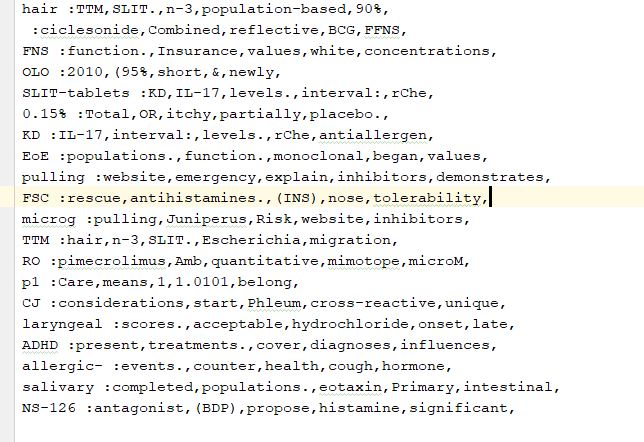 hair :TTM,SLIT.,n-3,population-based,90%,
:ciclesonide,Combined,reflective,BCG,FFNS,
FNS :function.,Insurance,values,white,concentrations,
OLO :2010,(95%,short,&,newly,
SLIT-tablets :KD,IL-17,levels.,interval:,rChe,
0.15% :Total,OR,itchy,partially,placebo.,
KD :IL-17,interval:,levels.,rChe,antiallergen,
EoE :populations.,function.,monoclonal,began,values,
pulling :website,emergency,explain,inhibitors,demonstrates,
FSC :rescue,antihistamines.,(INS),nose,tolerability,
microg :pulling,Juniperus,Risk,website,inhibitors,
TTM :hair,n-3,SLIT.,Escherichia,migration,
RO :pimecrolimus,Amb,quantitative,mimotope,microM,
p1 :Care,means,1,1.0101,belong,
CJ :considerations,start,Phleum,cross-reactive,unique,
laryngeal :scores.,acceptable,hydrochloride,onset,late,
ADHD :present,treatments.,cover,diagnoses,influences,
allergic- :events.,counter,health,cough,hormone,
salivary :completed,populations.,eotaxin,Primary,intestinal,
NS-126 :antagonist,(BDP),propose,histamine,significant,